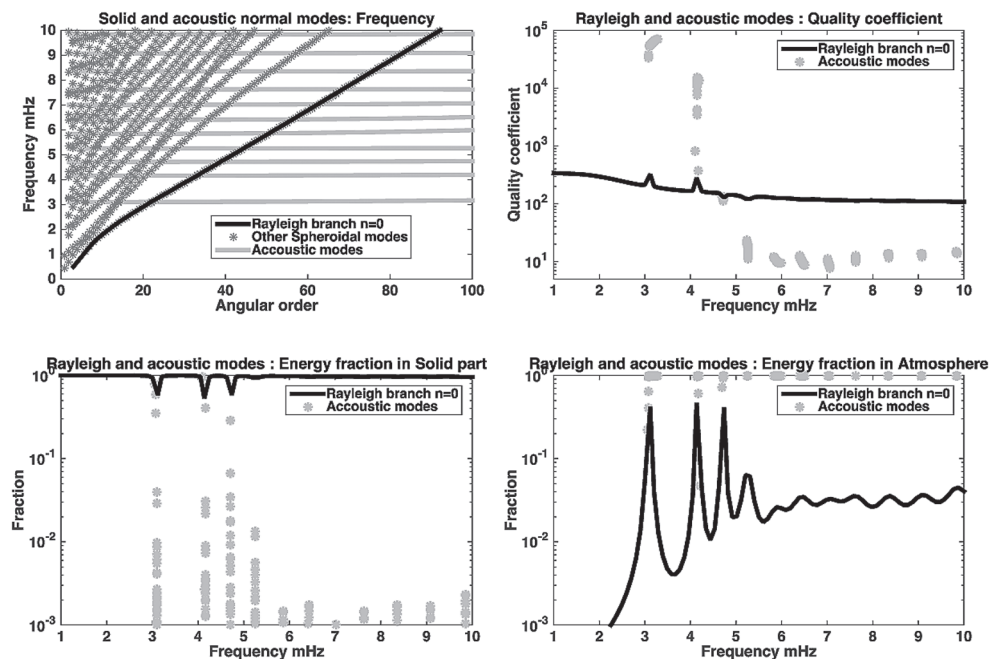 Solid and acoustic normal modes: Frequency
10
9
8
7
6
5
4
3
2
1
0
Frequency mHz
Rayleigh branch n=0
Other Spheroidal modes
Accoustic modes
0 20 40 60 80 100
Angular order
Rayleigh and acoustic modes : Quality coefficient
10^5
10^4
10^3
10^2
10^1
Quality coefficient
Rayleigh branch n=0
Accoustic modes
1 2 3 4 5 6 7 8 9 10
Frequency mHz
Rayleigh and acoustic modes : Energy fraction in Solid part
10^0
10^-1
10^-2
10^-3
Fraction
Rayleigh branch n=0
Accoustic modes
1 2 3 4 5 6 7 8 9 10
Frequency mHz
Rayleigh and acoustic modes : Energy fraction in Atmosphere
10^0
10^-1
10^-2
10^-3
Fraction
Rayleigh branch n=0
Accoustic modes
1 2 3 4 5 6 7 8 9 10
Frequency mHz